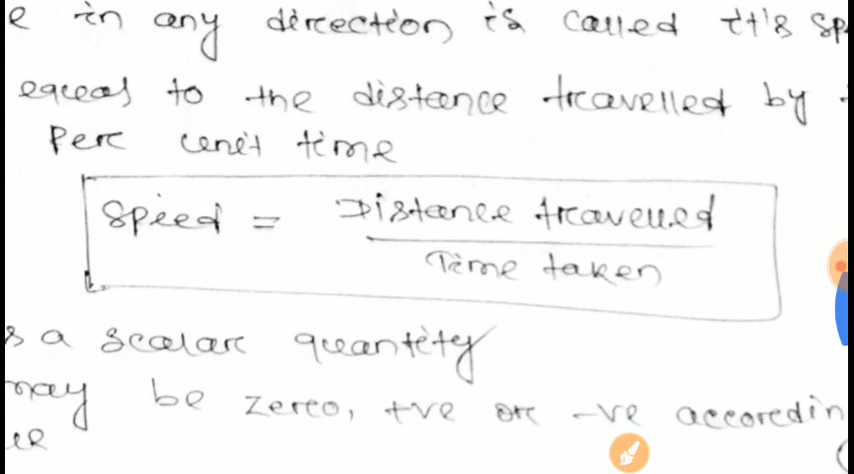 e in any direction is called it's sp
equal to the distance travelled by
Per unit time
Speed = Distance travelled
Time taken
s a scalar quantity
may be zero, +ve or -ve accordin